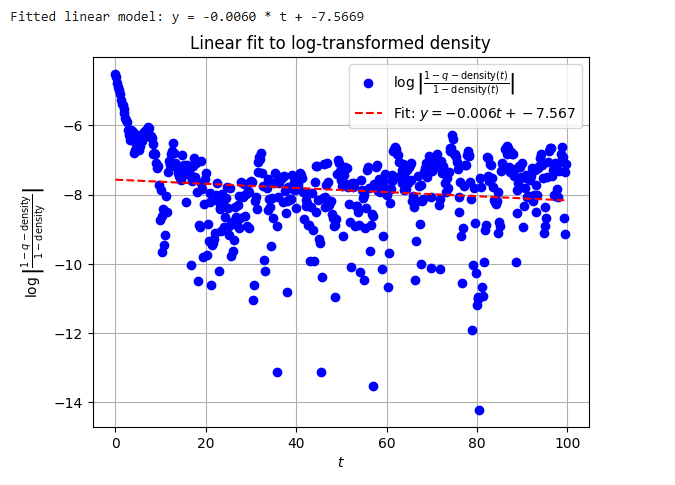 Fitted linear model: y = -0.0060 * t + -7.5669
Linear fit to log-transformed density
log |(1 − q − density(t))/(1 − density(t))|
Fit: y = −0.006t + −7.567
log |(1 − q − density)/(1 − density)|
−6
−8
−10
−12
−14
0 20 40 60 80 100
t